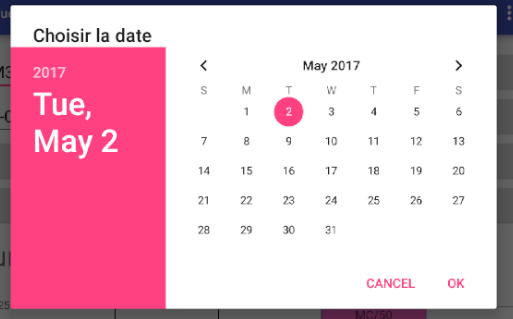 Choisir la date
2017
Tue,
May 2
May 2017
S M T W T F S
1 2 3 4 5 6
7 8 9 10 11 12 13
14 15 16 17 18 19 20
21 22 23 24 25 26 27
28 29 30 31
CANCEL OK
MC/50